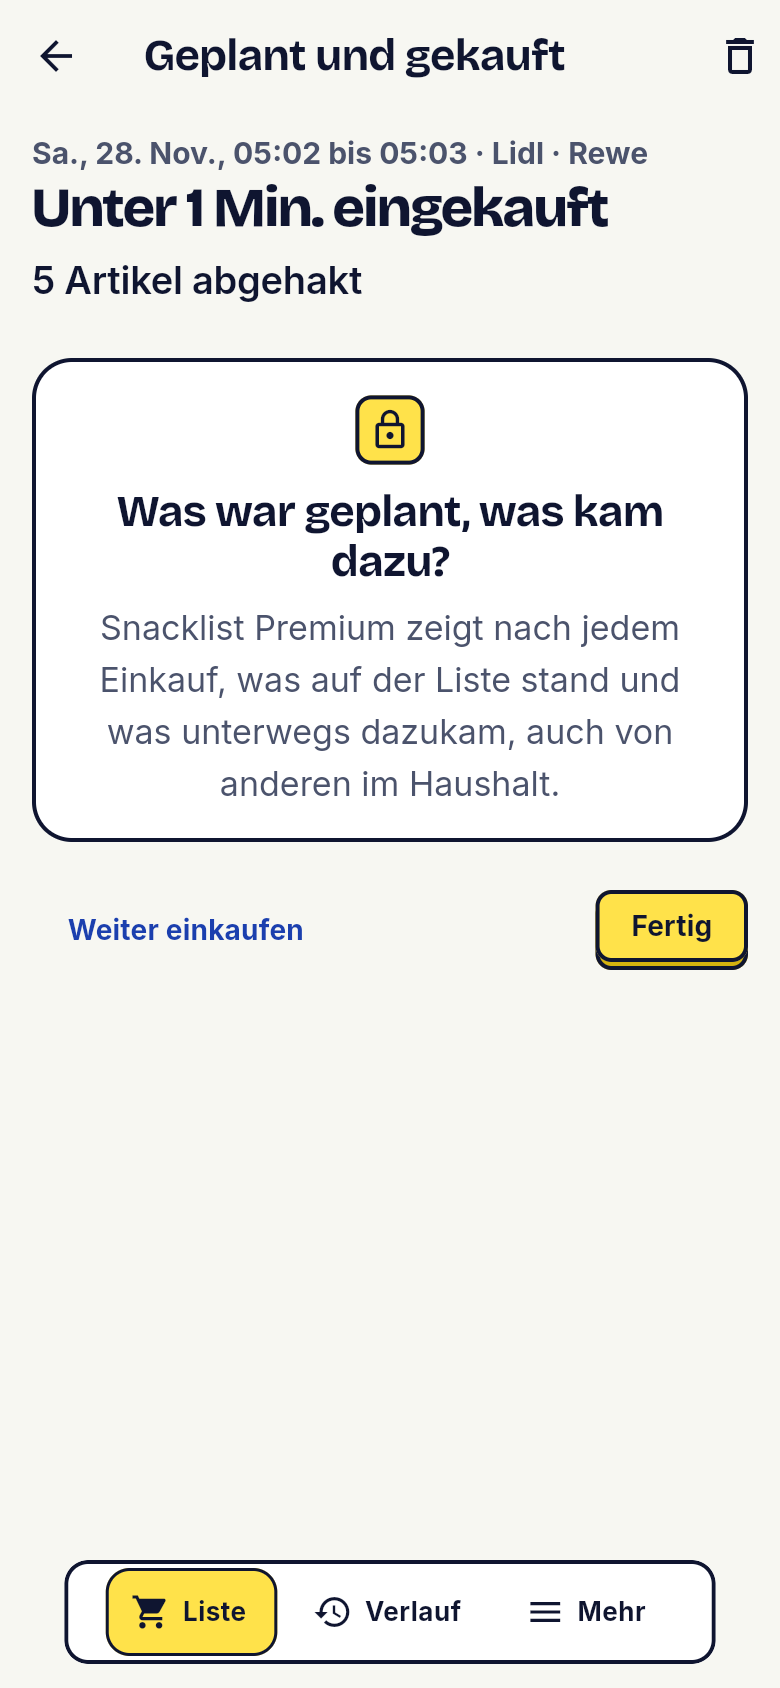 Geplant und gekauft
Sa., 28. Nov., 05:02 bis 05:03 · Lidl · Rewe
Unter 1 Min. eingekauft
5 Artikel abgehakt
Was war geplant, was kam
dazu?
Snacklist Premium zeigt nach jedem
Einkauf, was auf der Liste stand und
was unterwegs dazukam, auch von
anderen im Haushalt.
Weiter einkaufen
Fertig
Liste
Verlauf
Mehr